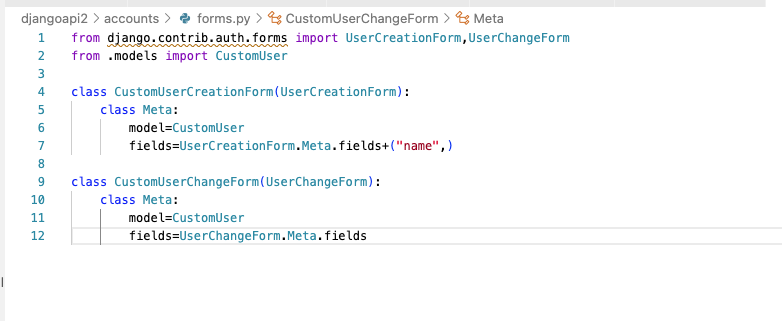 djangoapi2 > accounts > forms.py > CustomUserChangeForm > Meta
1 from django.contrib.auth.forms import UserCreationForm,UserChangeForm
2 from .models import CustomUser
3
4 class CustomUserCreationForm(UserCreationForm):
5     class Meta:
6         model=CustomUser
7         fields=UserCreationForm.Meta.fields+("name",)
8
9 class CustomUserChangeForm(UserChangeForm):
10     class Meta:
11         model=CustomUser
12         fields=UserChangeForm.Meta.fields